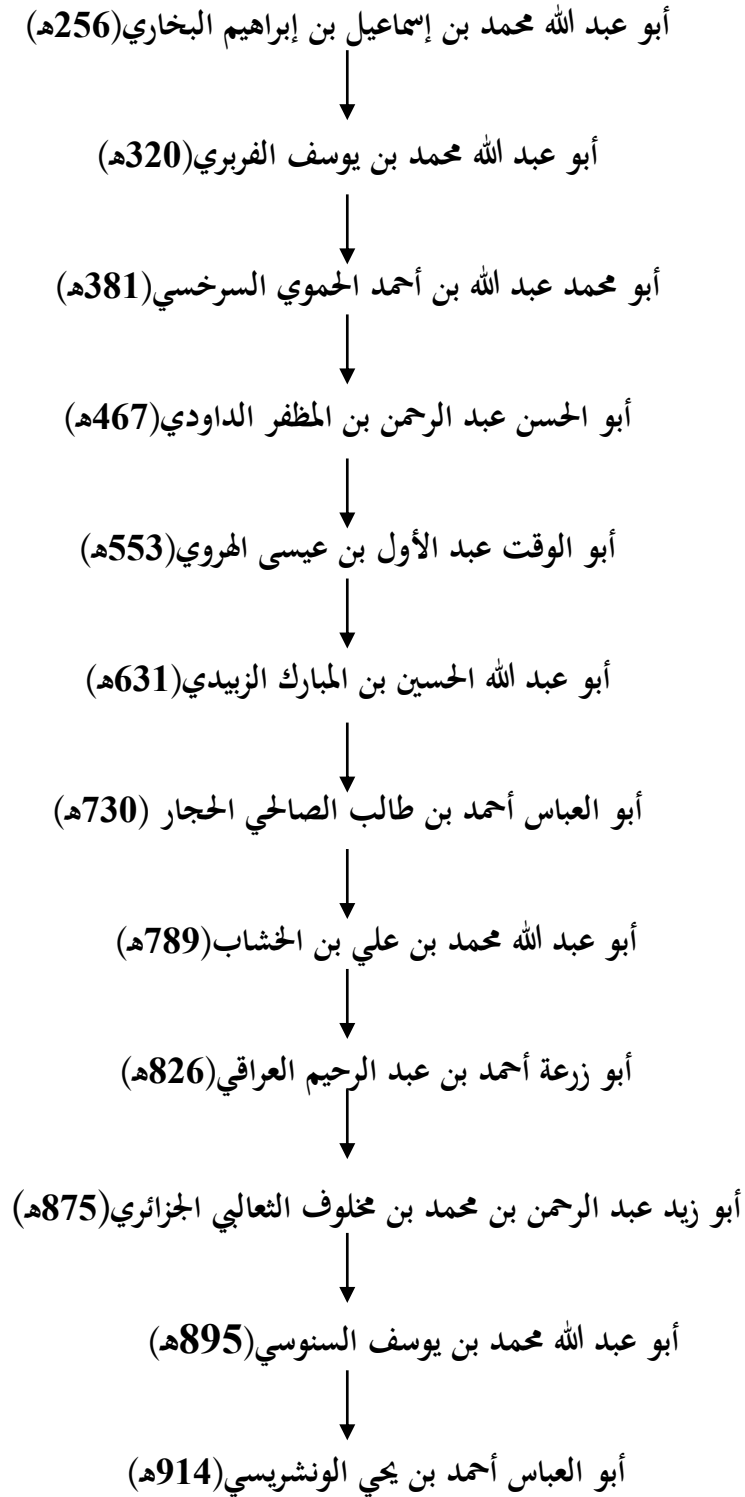 أبو عبد الله محمد بن إسماعيل بن إبراهيم البخاري(256هـ)
أبو عبد الله محمد بن يوسف الفربري(320هـ)
أبو محمد عبد الله بن أحمد الحموي السرخسي(381هـ)
أبو الحسن عبد الرحمن بن المظفر الداودي(467هـ)
أبو الوقت عبد الأول بن عيسى الهروي(553هـ)
أبو عبد الله الحسين بن المبارك الزبيدي(631هـ)
أبو العباس أحمد بن طالب الصالحي الحجار (730هـ)
أبو عبد الله محمد بن علي بن الخشاب(789هـ)
أبو زرعة أحمد بن عبد الرحيم العراقي(826هـ)
أبو زيد عبد الرحمن بن محمد بن مخلوف الثعالبي الجزائري(875هـ)
أبو عبد الله محمد بن يوسف السنوسي(895هـ)
أبو العباس أحمد بن يحي الونشريسي(914هـ)